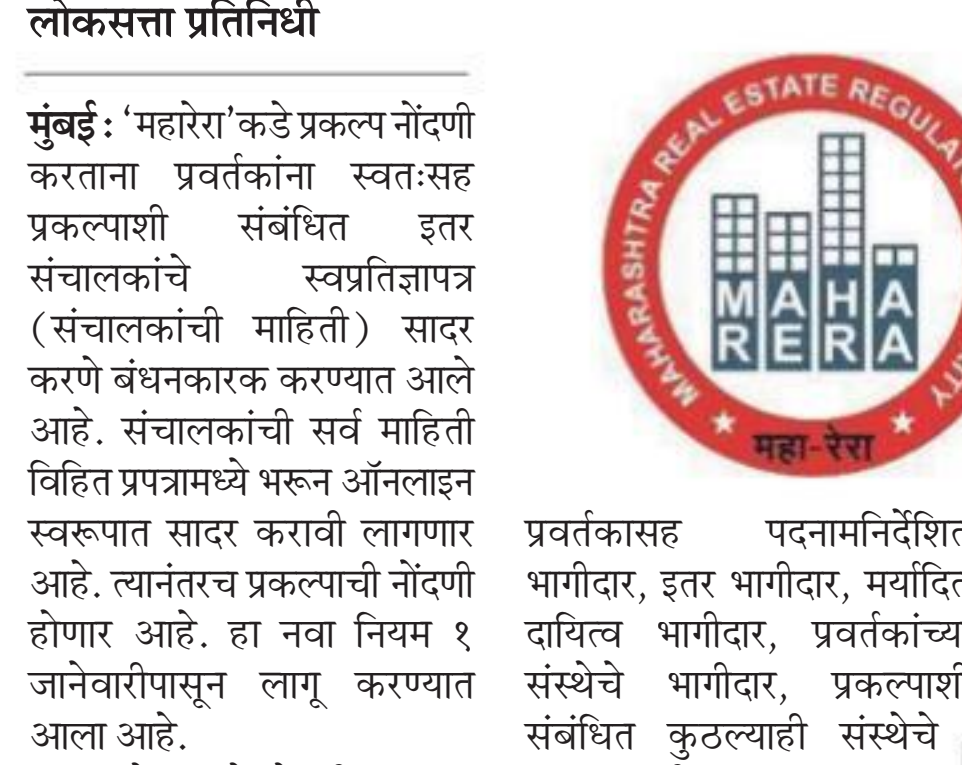 लोकसत्ता प्रतिनिधी
मुंबई : ‘महारेरा’कडे प्रकल्प नोंदणी
करताना प्रवर्तकांना स्वतःसह
प्रकल्पाशी संबंधित इतर
संचालकांचे स्वप्रतिज्ञापत्र
(संचालकांची माहिती) सादर
करणे बंधनकारक करण्यात आले
आहे. संचालकांची सर्व माहिती
विहित प्रपत्रामध्ये भरून ऑनलाइन
स्वरूपात सादर करावी लागणार
आहे. त्यानंतरच प्रकल्पाची नोंदणी
होणार आहे. हा नवा नियम १
जानेवारीपासून लागू करण्यात
आला आहे.
MAHARASHTRA REAL ESTATE
MAHA
RERA
महा-रेरा
प्रवर्तकासह पदनामनिर्देशित
भागीदार, इतर भागीदार, मर्यादित
दायित्व भागीदार, प्रवर्तकांच्या
संस्थेचे भागीदार, प्रकल्पाशी
संबंधित कुठल्याही संस्थेचे